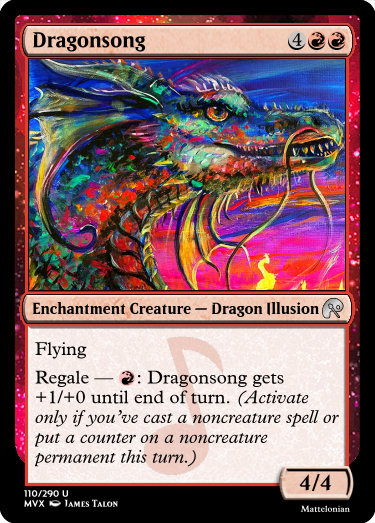 Dragonsong 4
Enchantment Creature — Dragon Illusion
Flying
Regale — : Dragonsong gets
+1/+0 until end of turn. (Activate
only if you've cast a noncreature spell or
put a counter on a noncreature
permanent this turn.)
4/4
110/290 U
MVX JAMES TALON
Mattelonian